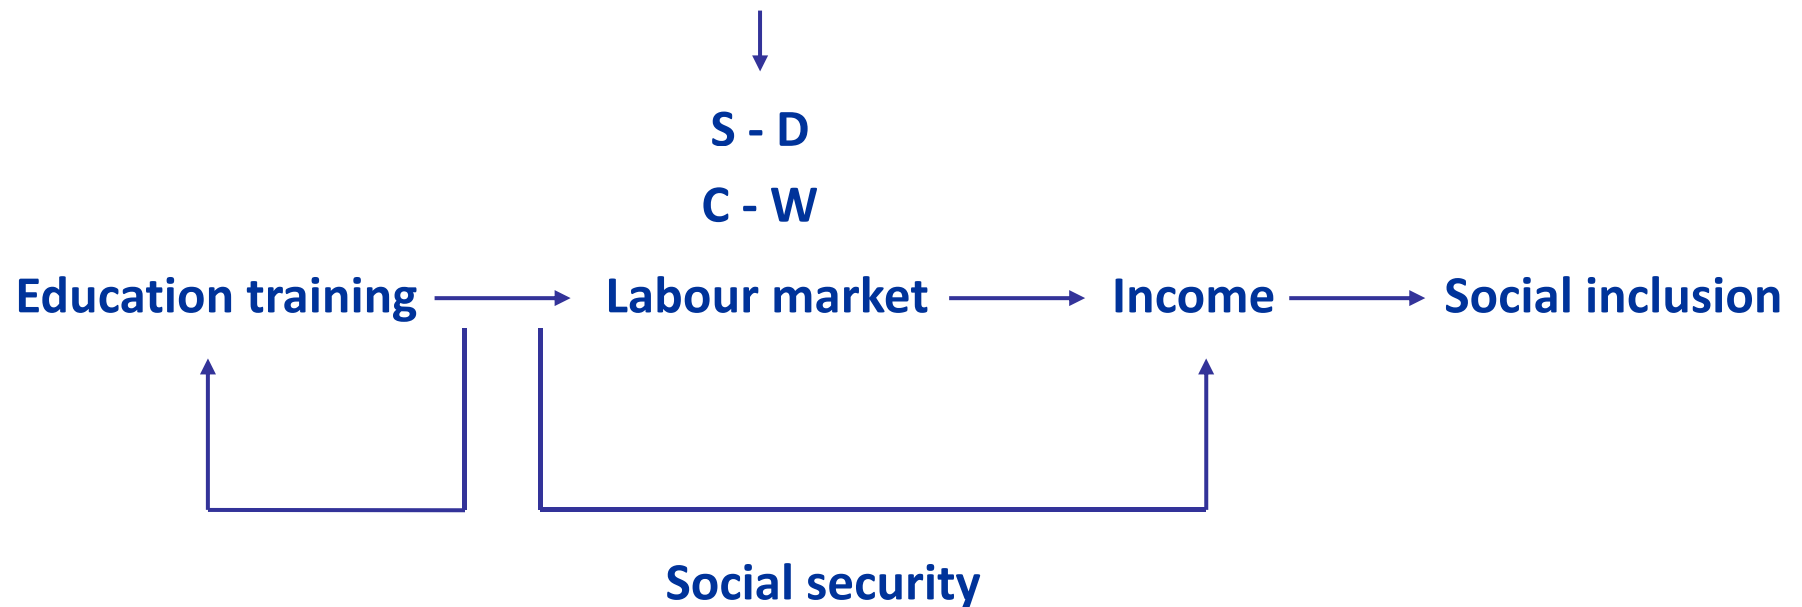 S - D
C - W
Education training Labour market Income Social inclusion
Social security